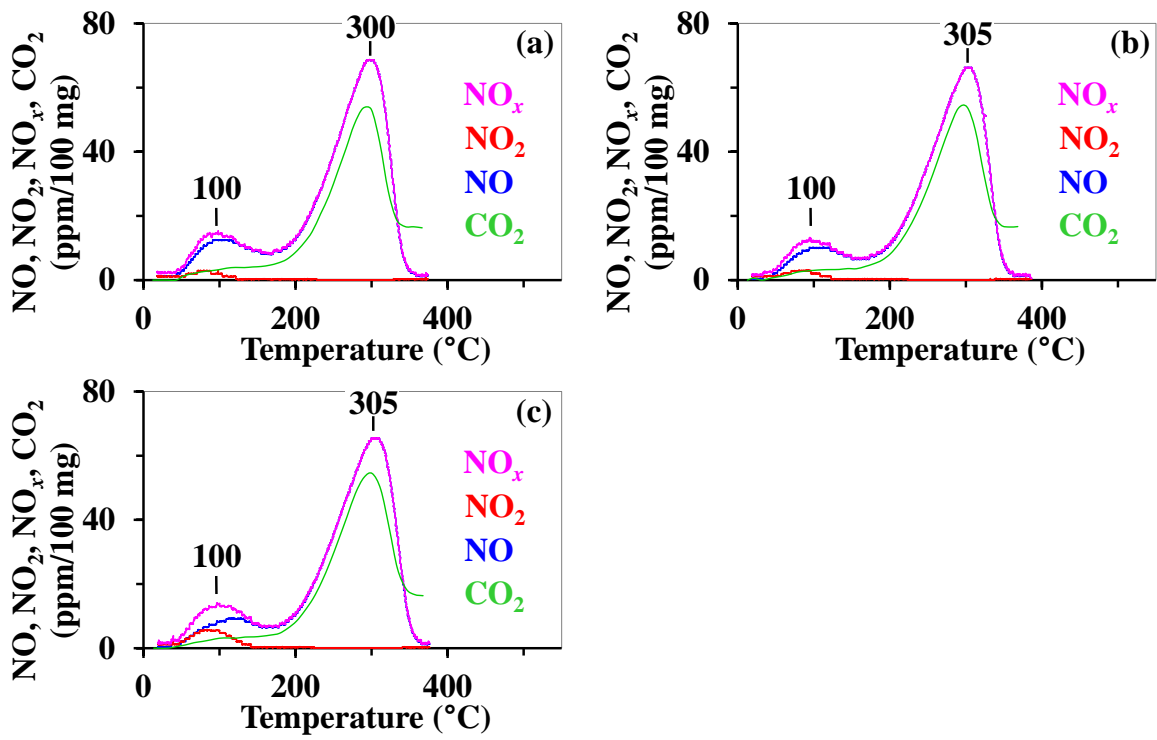 NO, NO2, NOx, CO2
(ppm/100 mg)
80
40
0
0
200
400
Temperature (°C)
100
300
(a)
NOx
NO2
NO
CO2
NO, NO2, NOx, CO2
(ppm/100 mg)
80
40
0
0
200
400
Temperature (°C)
100
305
(b)
NOx
NO2
NO
CO2
NO, NO2, NOx, CO2
(ppm/100 mg)
80
40
0
0
200
400
Temperature (°C)
100
305
(c)
NOx
NO2
NO
CO2